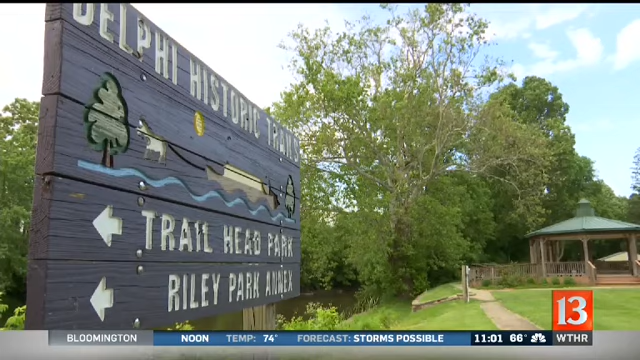 DELPHI HISTORIC TRAILS
TRAIL HEAD PARK
RILEY PARK ANNEX
13
BLOOMINGTON NOON TEMP: 74° FORECAST: STORMS POSSIBLE 11:01 66° NBC WTHR